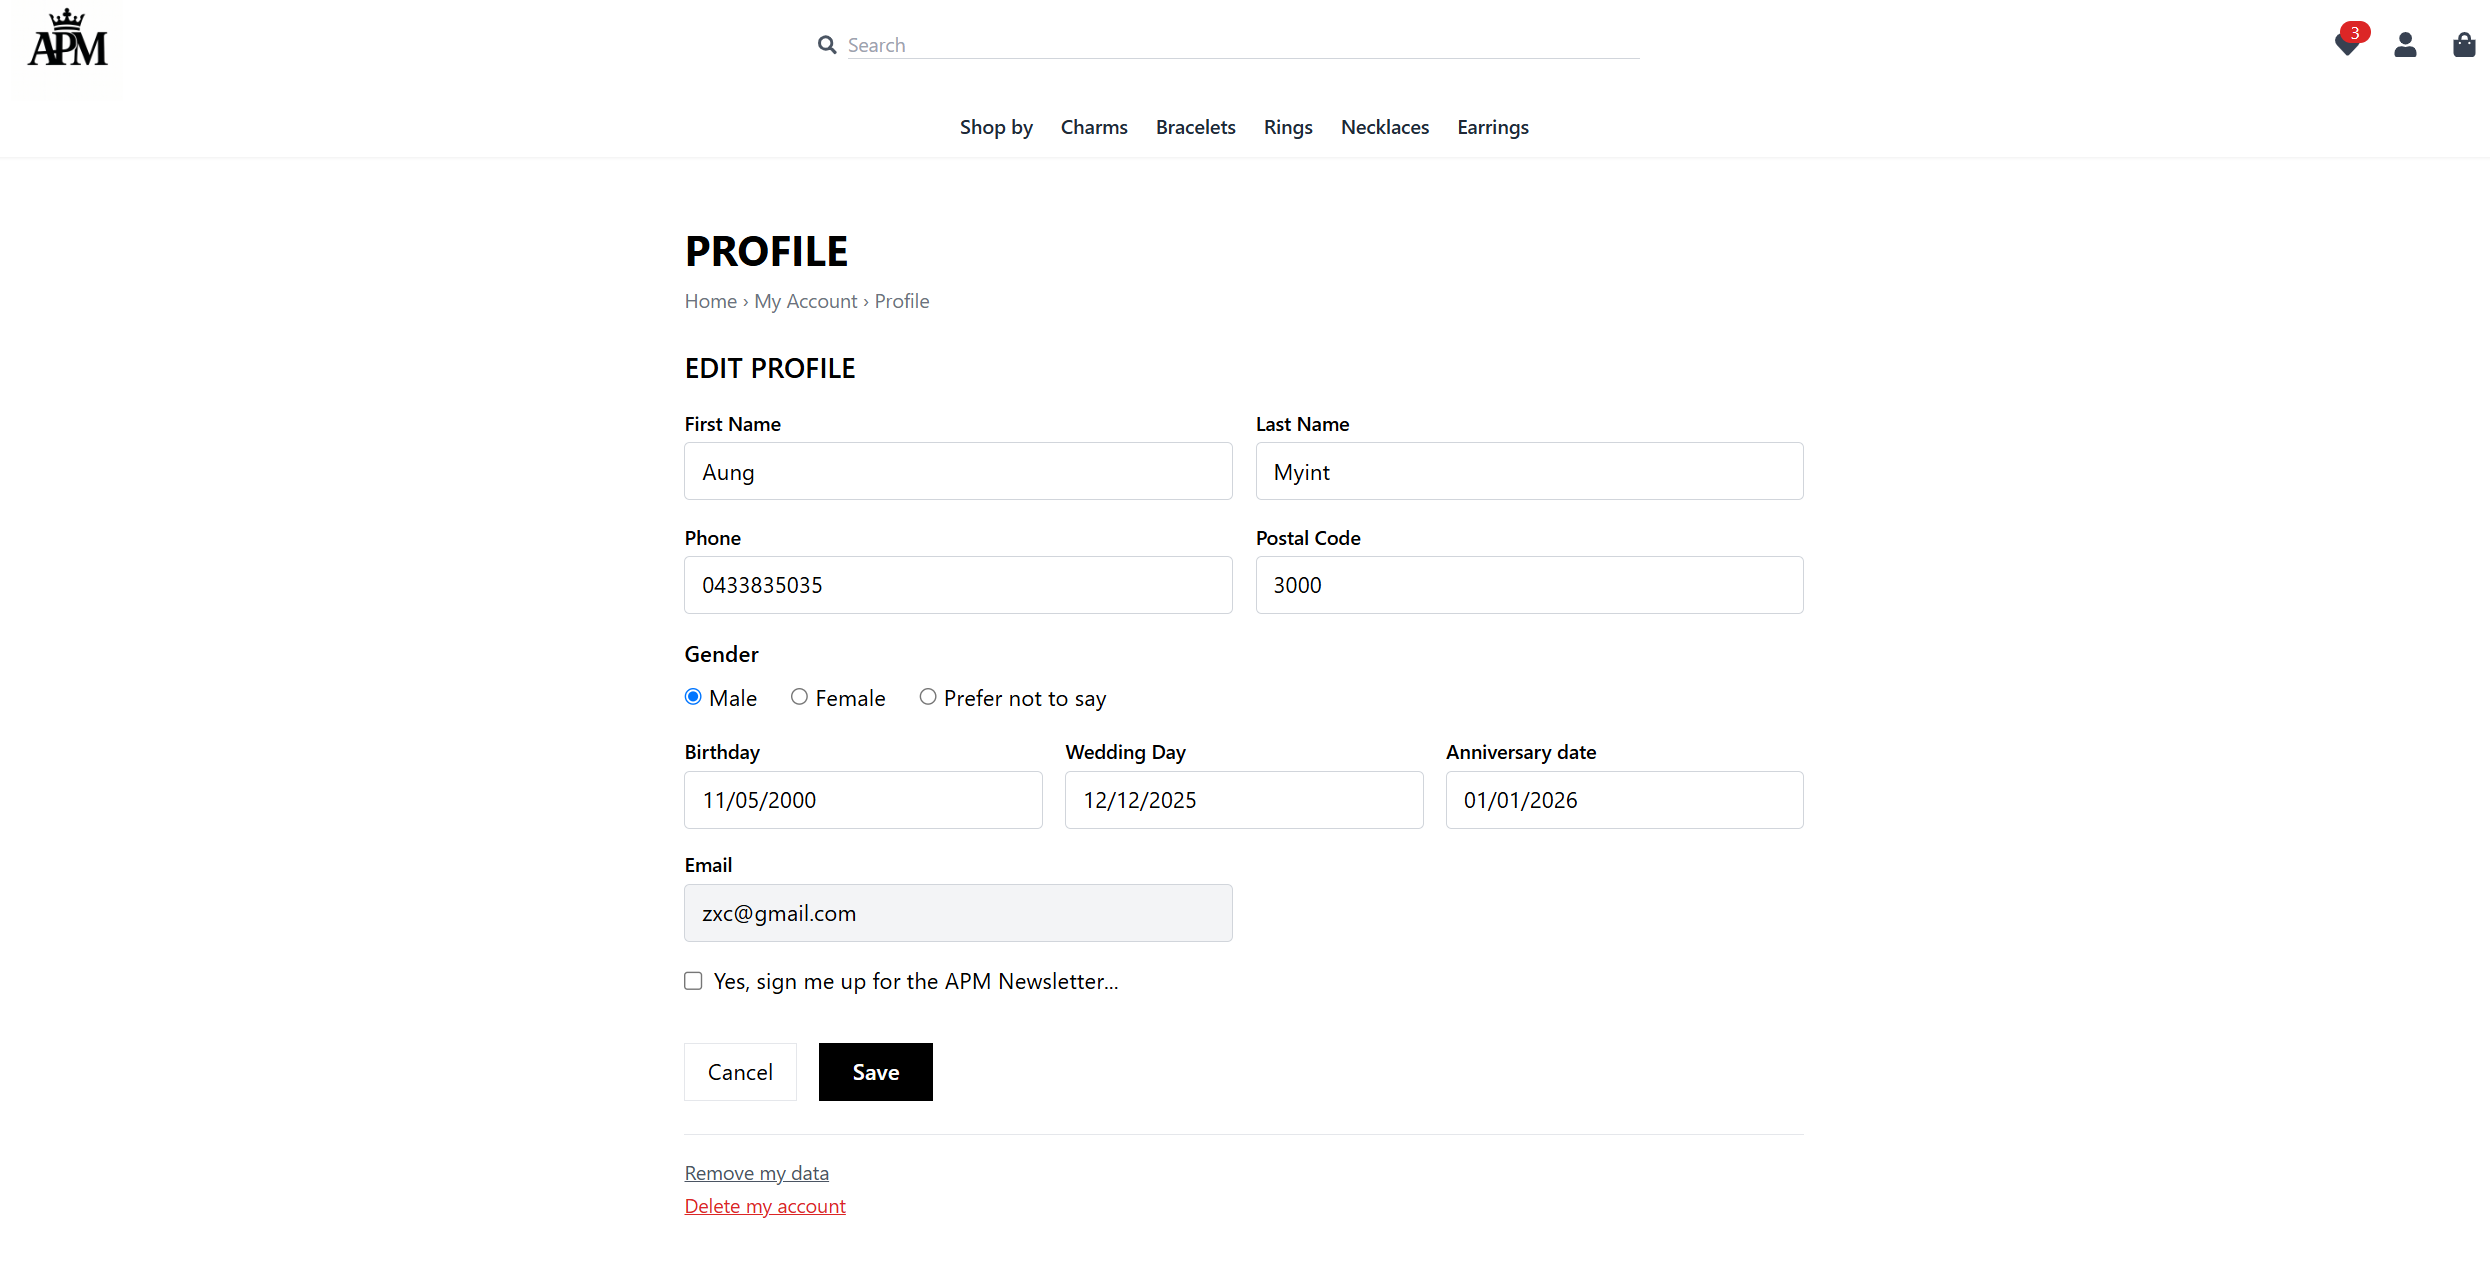 APM
Search
3
Shop by Charms Bracelets Rings Necklaces Earrings
PROFILE
Home › My Account › Profile
EDIT PROFILE
First Name Last Name
Aung Myint
Phone Postal Code
0433835035 3000
Gender
Male Female Prefer not to say
Birthday Wedding Day Anniversary date
11/05/2000 12/12/2025 01/01/2026
Email
zxc@gmail.com
Yes, sign me up for the APM Newsletter...
Cancel Save
Remove my data
Delete my account